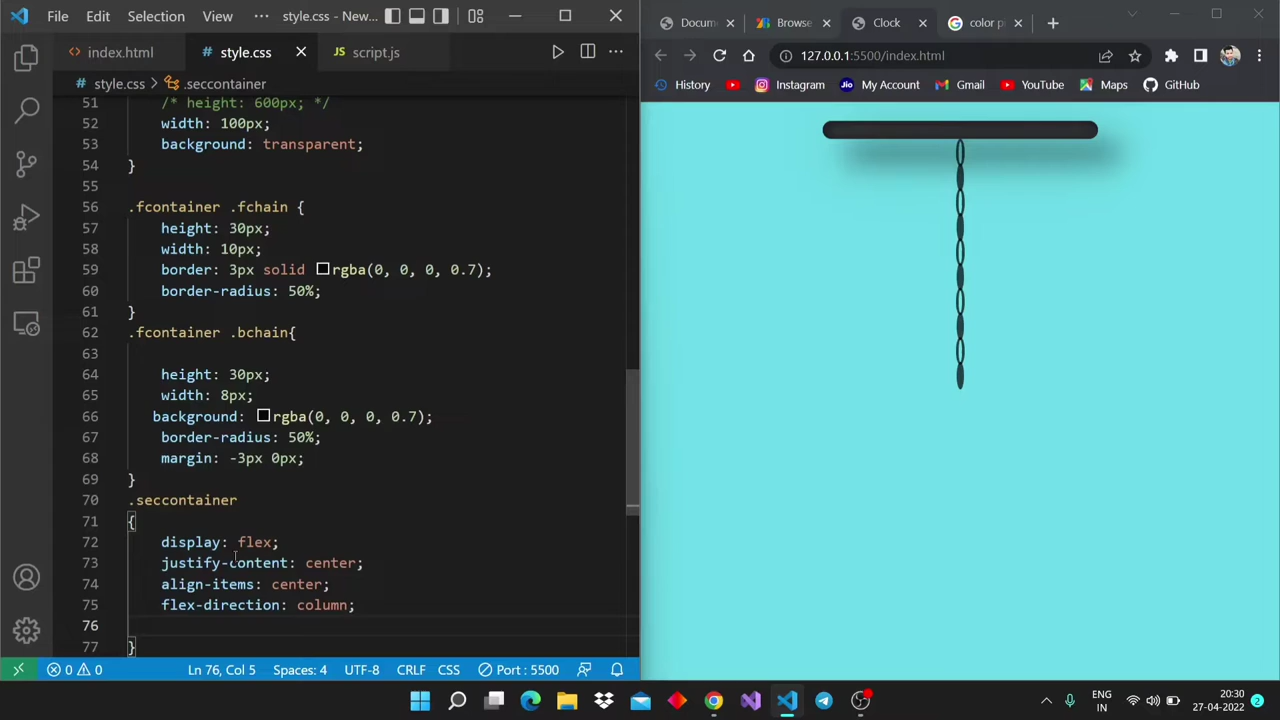 File Edit Selection View ··· style.css - New...
index.html style.css script.js
style.css > .seccontainer
51 /* height: 600px; */
52 width: 100px;
53 background: transparent;
54 }
55
56 .fcontainer .fchain {
57 height: 30px;
58 width: 10px;
59 border: 3px solid rgba(0, 0, 0, 0.7);
60 border-radius: 50%;
61 }
62 .fcontainer .bchain{
63
64 height: 30px;
65 width: 8px;
66 background: rgba(0, 0, 0, 0.7);
67 border-radius: 50%;
68 margin: -3px 0px;
69 }
70 .seccontainer
71 {
72 display: flex;
73 justify-content: center;
74 align-items: center;
75 flex-direction: column;
76
77 }
0 0 Ln 76, Col 5 Spaces: 4 UTF-8 CRLF CSS Port : 5500
Docume Browse Clock color p
127.0.0.1:5500/index.html
History Instagram Jio My Account Gmail YouTube Maps GitHub
ENG
IN
20:30
27-04-2022
2